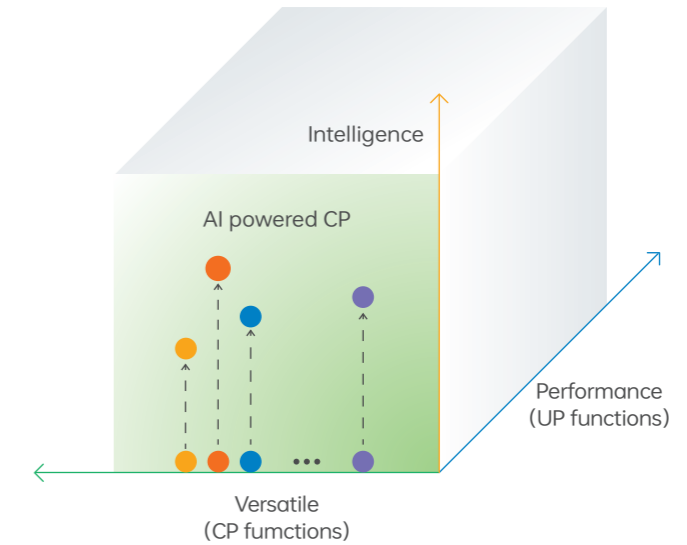 Intelligence
AI powered CP
Performance
(UP functions)
Versatile
(CP fumctions)